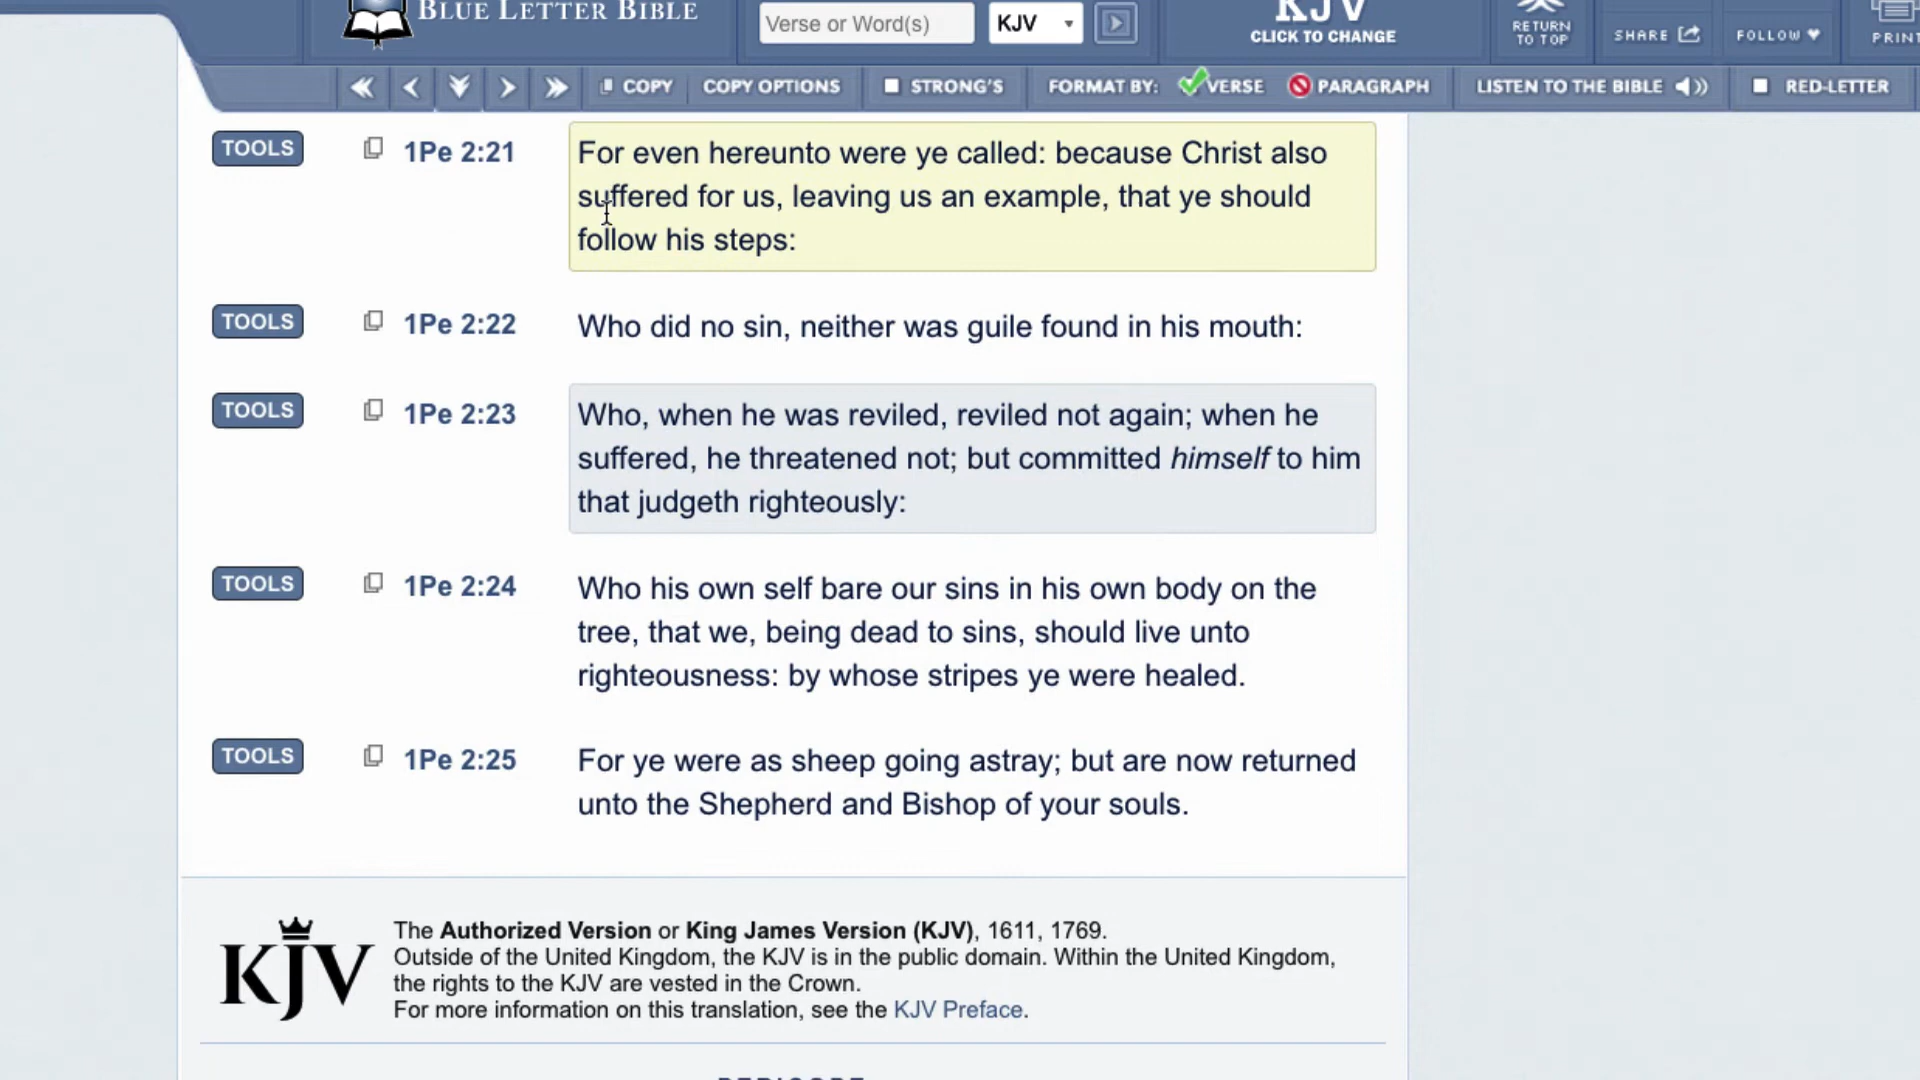 BLUE LETTER BIBLE
Verse or Word(s)
KJV
KJV
CLICK TO CHANGE
RETURN
TO TOP
SHARE
FOLLOW
PRINT
COPY
COPY OPTIONS
STRONG'S
FORMAT BY:
VERSE
PARAGRAPH
LISTEN TO THE BIBLE
RED-LETTER
TOOLS
1Pe 2:21
For even hereunto were ye called: because Christ also
suffered for us, leaving us an example, that ye should
follow his steps:
TOOLS
1Pe 2:22
Who did no sin, neither was guile found in his mouth:
TOOLS
1Pe 2:23
Who, when he was reviled, reviled not again; when he
suffered, he threatened not; but committed himself to him
that judgeth righteously:
TOOLS
1Pe 2:24
Who his own self bare our sins in his own body on the
tree, that we, being dead to sins, should live unto
righteousness: by whose stripes ye were healed.
TOOLS
1Pe 2:25
For ye were as sheep going astray; but are now returned
unto the Shepherd and Bishop of your souls.
KJV
The Authorized Version or King James Version (KJV), 1611, 1769.
Outside of the United Kingdom, the KJV is in the public domain. Within the United Kingdom,
the rights to the KJV are vested in the Crown.
For more information on this translation, see the KJV Preface.